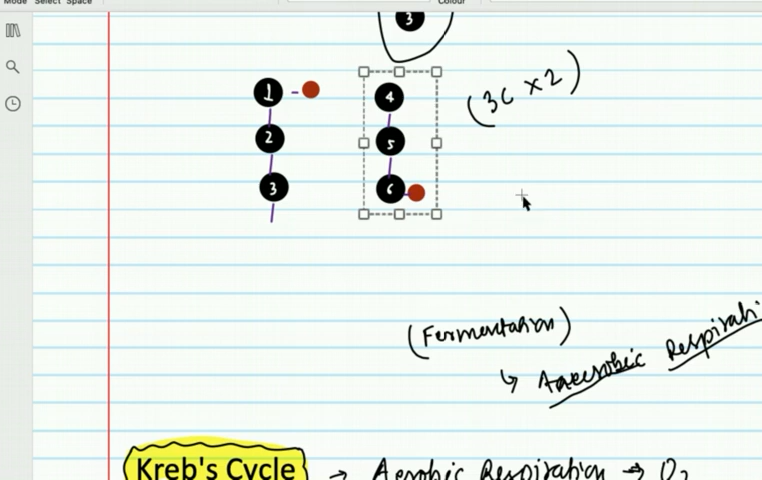 Mode Select Space Colour
3
1 4
(3C x 2)
2 5
3 6
(Fermentation)
↳ Anaerobic Respirati
Kreb's Cycle → Aerobic Respiration → O2